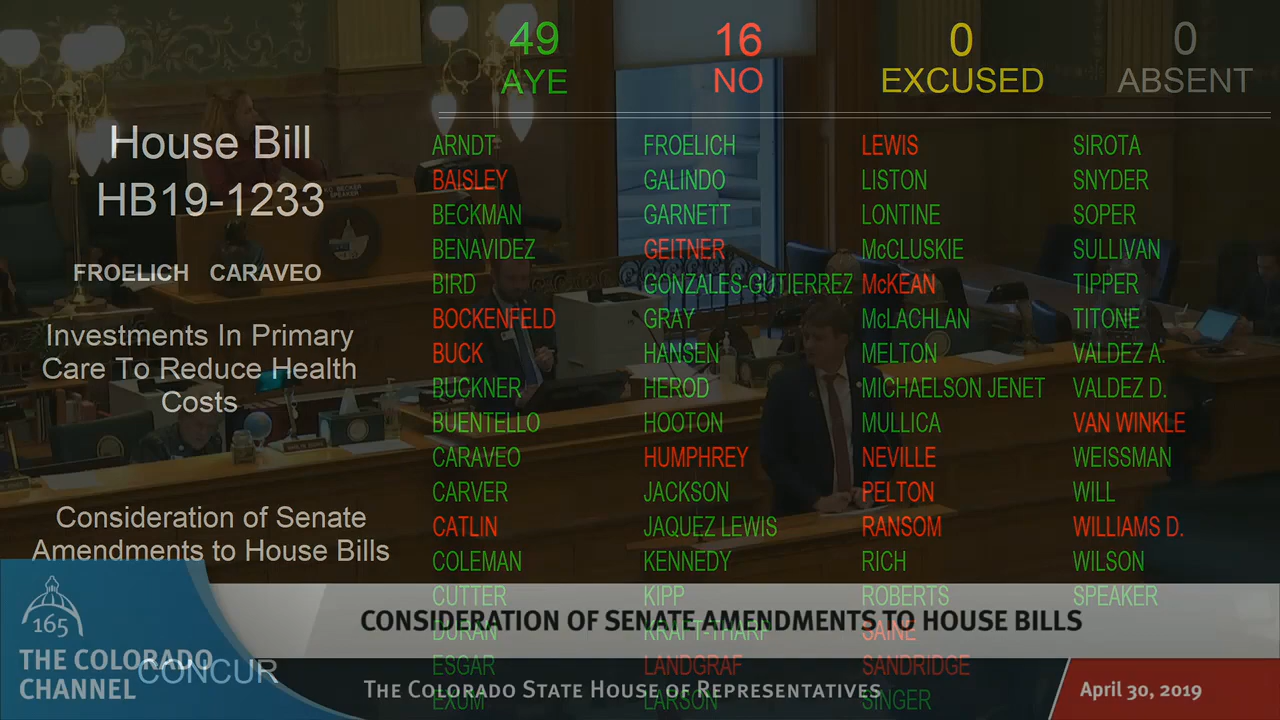 49
AYE
16
NO
0
EXCUSED
0
ABSENT
House Bill
HB19-1233
FROELICH CARAVEO
Investments In Primary
Care To Reduce Health
Costs
Consideration of Senate
Amendments to House Bills
CONCUR
ARNDT
BAISLEY
BECKMAN
BENAVIDEZ
BIRD
BOCKENFELD
BUCK
BUCKNER
BUENTELLO
CARAVEO
CARVER
CATLIN
COLEMAN
CUTTER
DURAN
ESGAR
EXUM
FROELICH
GALINDO
GARNETT
GEITNER
GONZALES-GUTIERREZ
GRAY
HANSEN
HEROD
HOOTON
HUMPHREY
JACKSON
JAQUEZ LEWIS
KENNEDY
KIPP
KRAFT-THARP
LANDGRAF
LARSON
LEWIS
LISTON
LONTINE
McCLUSKIE
McKEAN
McLACHLAN
MELTON
MICHAELSON JENET
MULLICA
NEVILLE
PELTON
RANSOM
RICH
ROBERTS
SAINE
SANDRIDGE
SINGER
SIROTA
SNYDER
SOPER
SULLIVAN
TIPPER
TITONE
VALDEZ A.
VALDEZ D.
VAN WINKLE
WEISSMAN
WILL
WILLIAMS D.
WILSON
SPEAKER
KC BECKER
SPEAKER
165
THE COLORADO
CHANNEL
CONSIDERATION OF SENATE AMENDMENTS TO HOUSE BILLS
THE COLORADO STATE HOUSE OF REPRESENTATIVES
April 30, 2019